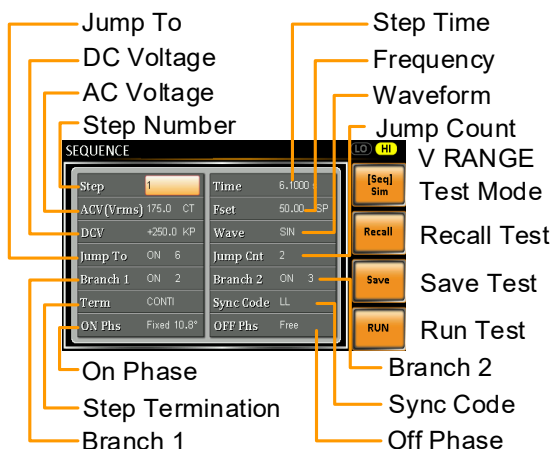 Jump To
DC Voltage
AC Voltage
Step Number
Step Time
Frequency
Waveform
Jump Count
SEQUENCE
LO HI
V RANGE
Step 1 Time 6.1000 s
ACV(Vrms) 175.0 CT Fset 50.00 SP
DCV +250.0 KP Wave SIN
Jump To ON 6 Jump Cnt 2
Branch 1 ON 2 Branch 2 ON 3
Term CONTI Sync Code LL
ON Phs Fixed 10.8° OFF Phs Free
[Seq]
Sim
Test Mode
Recall
Recall Test
Save
Save Test
RUN
Run Test
On Phase
Step Termination
Branch 1
Branch 2
Sync Code
Off Phase